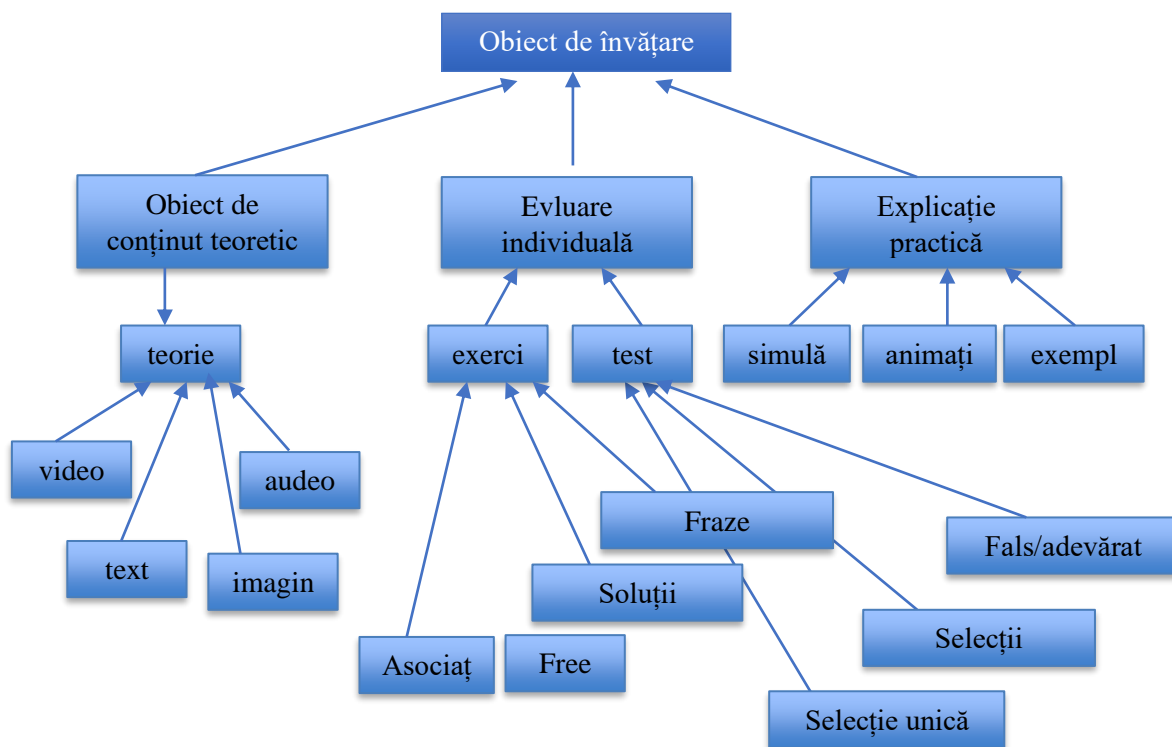 Obiect de învățare
Obiect de
conținut teoretic
Evluare
individuală
Explicație
practică
teorie
exerci
test
simulă
animați
exempl
video
audeo
text
imagin
Fraze
Fals/adevărat
Soluții
Selecții
Asociaț
Free
Selecție unică